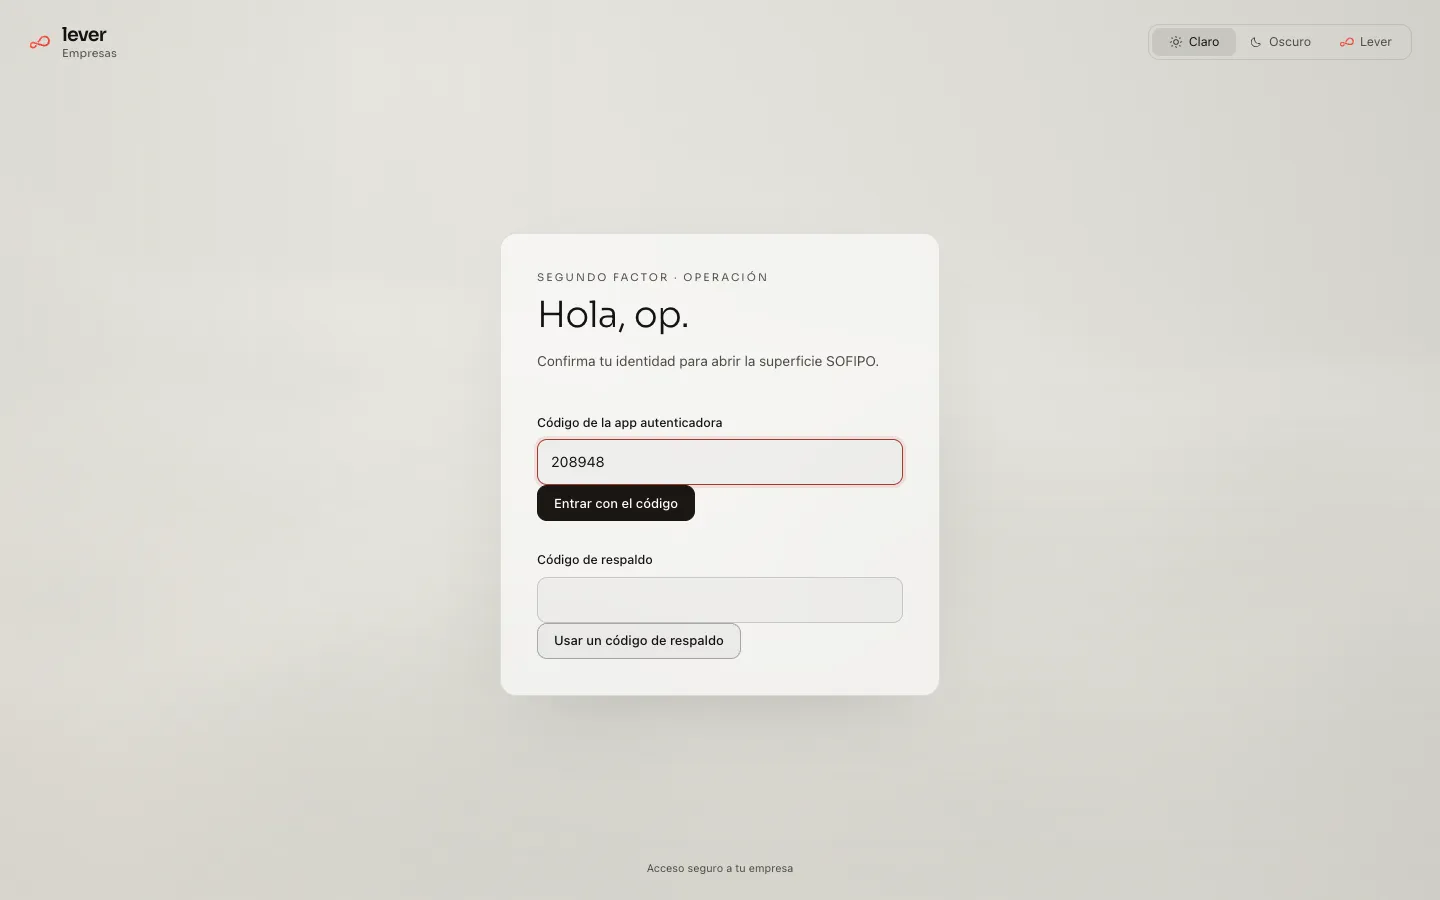 lever
Empresas
Claro
Oscuro
Lever
SEGUNDO FACTOR · OPERACIÓN
Hola, op.
Confirma tu identidad para abrir la superficie SOFIPO.
Código de la app autenticadora
208948
Entrar con el código
Código de respaldo
Usar un código de respaldo
Acceso seguro a tu empresa